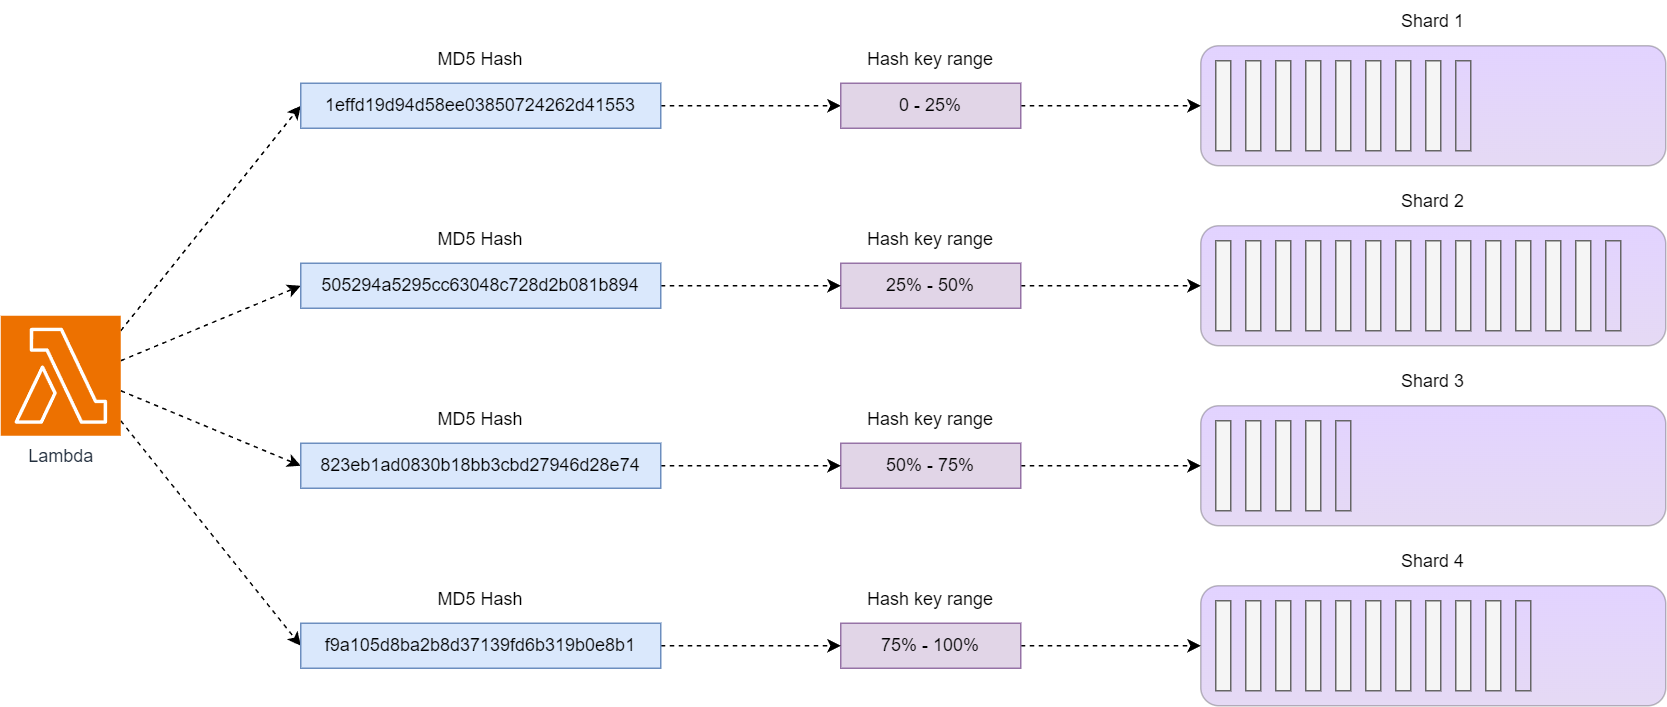 Shard 1
MD5 Hash
Hash key range
1effd19d94d58ee03850724262d41553
0 - 25%
Shard 2
MD5 Hash
Hash key range
505294a5295cc63048c728d2b081b894
25% - 50%
Shard 3
MD5 Hash
Hash key range
Lambda
823eb1ad0830b18bb3cbd27946d28e74
50% - 75%
Shard 4
MD5 Hash
Hash key range
f9a105d8ba2b8d37139fd6b319b0e8b1
75% - 100%